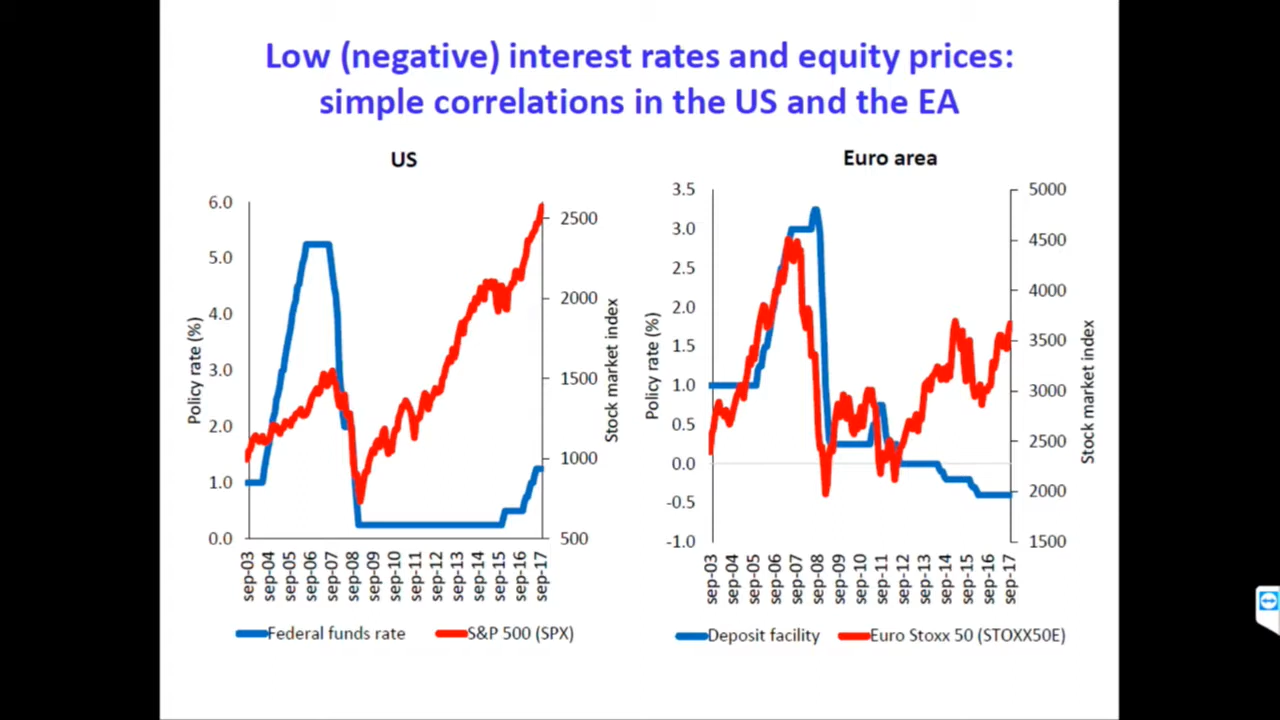 Low (negative) interest rates and equity prices:
simple correlations in the US and the EA
US
Policy rate (%)
6.0
5.0
4.0
3.0
2.0
1.0
0.0
2500
2000
1500
1000
500
Stock market index
sep-03
sep-04
sep-05
sep-06
sep-07
sep-08
sep-09
sep-10
sep-11
sep-12
sep-13
sep-14
sep-15
sep-16
sep-17
Federal funds rate
S&P 500 (SPX)
Euro area
Policy rate (%)
3.5
3.0
2.5
2.0
1.5
1.0
0.5
0.0
-0.5
-1.0
5000
4500
4000
3500
3000
2500
2000
1500
Stock market index
sep-03
sep-04
sep-05
sep-06
sep-07
sep-08
sep-09
sep-10
sep-11
sep-12
sep-13
sep-14
sep-15
sep-16
sep-17
Deposit facility
Euro Stoxx 50 (STOXX50E)